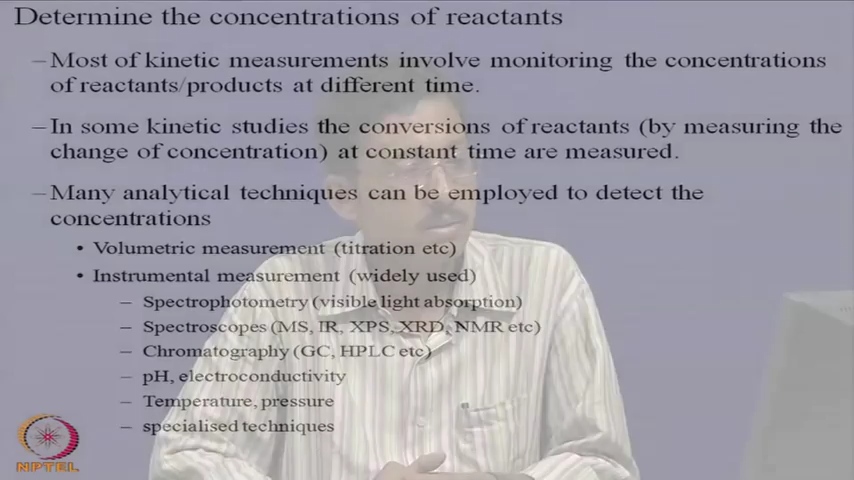 Determine the concentrations of reactants
– Most of kinetic measurements involve monitoring the concentrations
of reactants/products at different time.
– In some kinetic studies the conversions of reactants (by measuring the
change of concentration) at constant time are measured.
– Many analytical techniques can be employed to detect the
concentrations
• Volumetric measurement (titration etc)
• Instrumental measurement (widely used)
– Spectrophotometry (visible light absorption)
– Spectroscopes (MS, IR, XPS, XRD, NMR etc)
– Chromatography (GC, HPLC etc)
– pH, electroconductivity
– Temperature, pressure
– specialised techniques
NPTEL